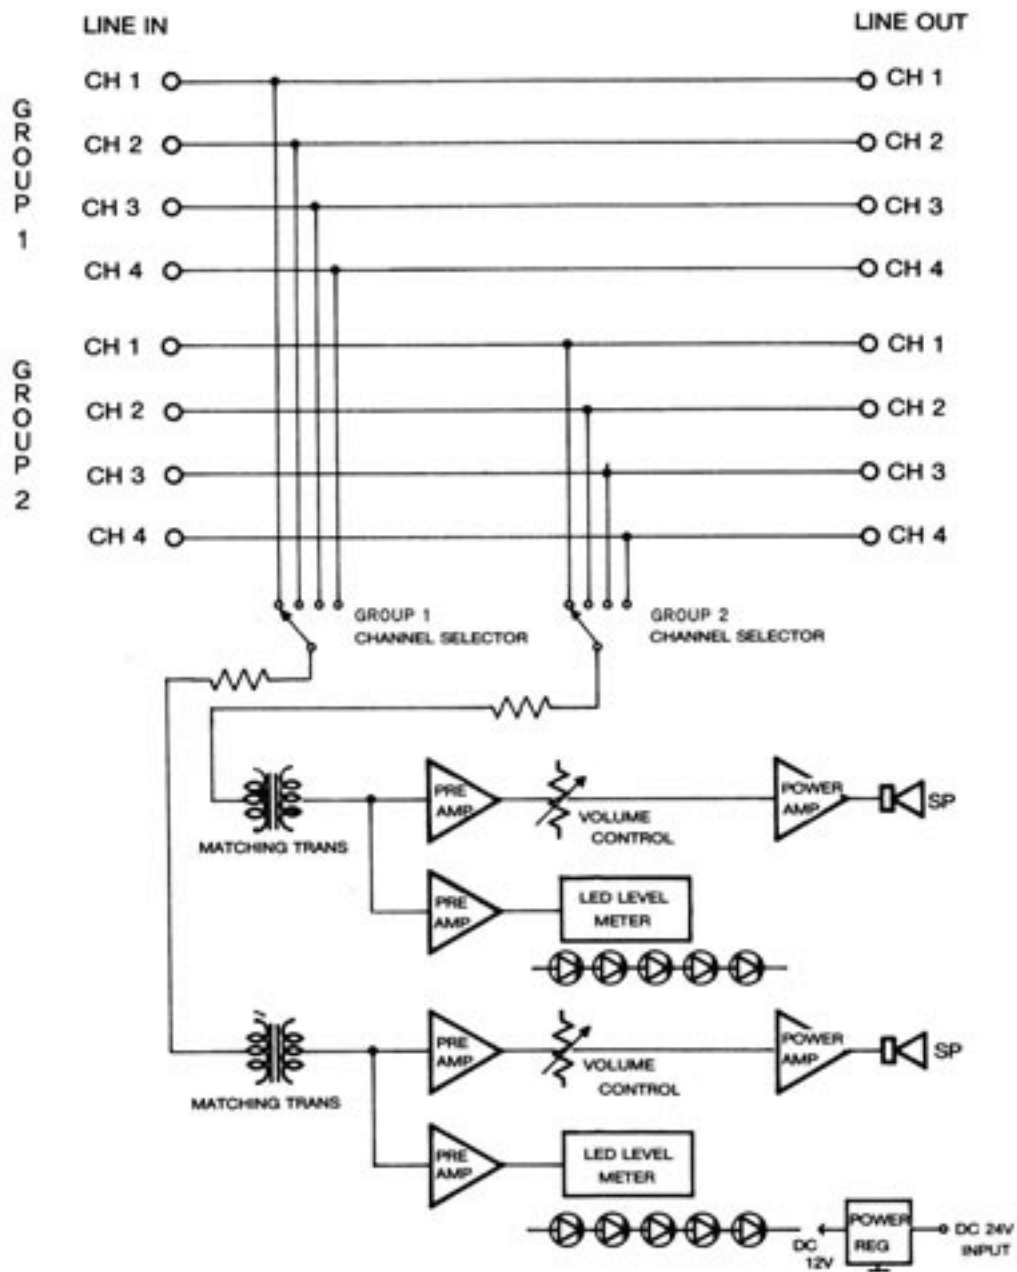 LINE IN
LINE OUT
GROUP 1
CH 1
CH 1
CH 2
CH 2
CH 3
CH 3
CH 4
CH 4
GROUP 2
CH 1
CH 1
CH 2
CH 2
CH 3
CH 3
CH 4
CH 4
GROUP 1
CHANNEL SELECTOR
GROUP 2
CHANNEL SELECTOR
MATCHING TRANS
PRE
AMP
VOLUME
CONTROL
POWER
AMP
SP
PRE
AMP
LED LEVEL
METER
MATCHING TRANS
PRE
AMP
VOLUME
CONTROL
POWER
AMP
SP
PRE
AMP
LED LEVEL
METER
DC
12V
POWER
REG
DC 24V
INPUT